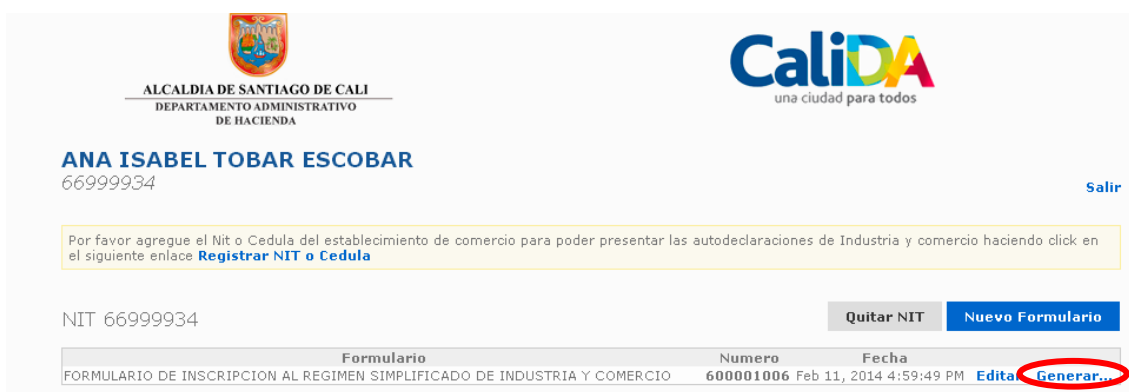 ALCALDIA DE SANTIAGO DE CALI
DEPARTAMENTO ADMINISTRATIVO
DE HACIENDA
CaliDA
una ciudad para todos
ANA ISABEL TOBAR ESCOBAR
66999934
Salir
Por favor agregue el Nit o Cedula del establecimiento de comercio para poder presentar las autodeclaraciones de Industria y comercio haciendo click en
el siguiente enlace Registrar NIT o Cedula
NIT 66999934
Quitar NIT
Nuevo Formulario
Formulario Numero Fecha
FORMULARIO DE INSCRIPCION AL REGIMEN SIMPLIFICADO DE INDUSTRIA Y COMERCIO 600001006 Feb 11, 2014 4:59:49 PM Editar Generar...